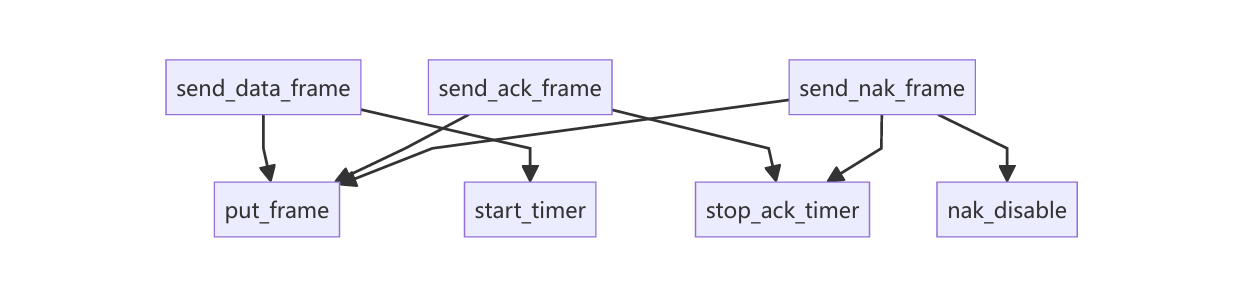 send_data_frame
send_ack_frame
send_nak_frame
put_frame
start_timer
stop_ack_timer
nak_disable